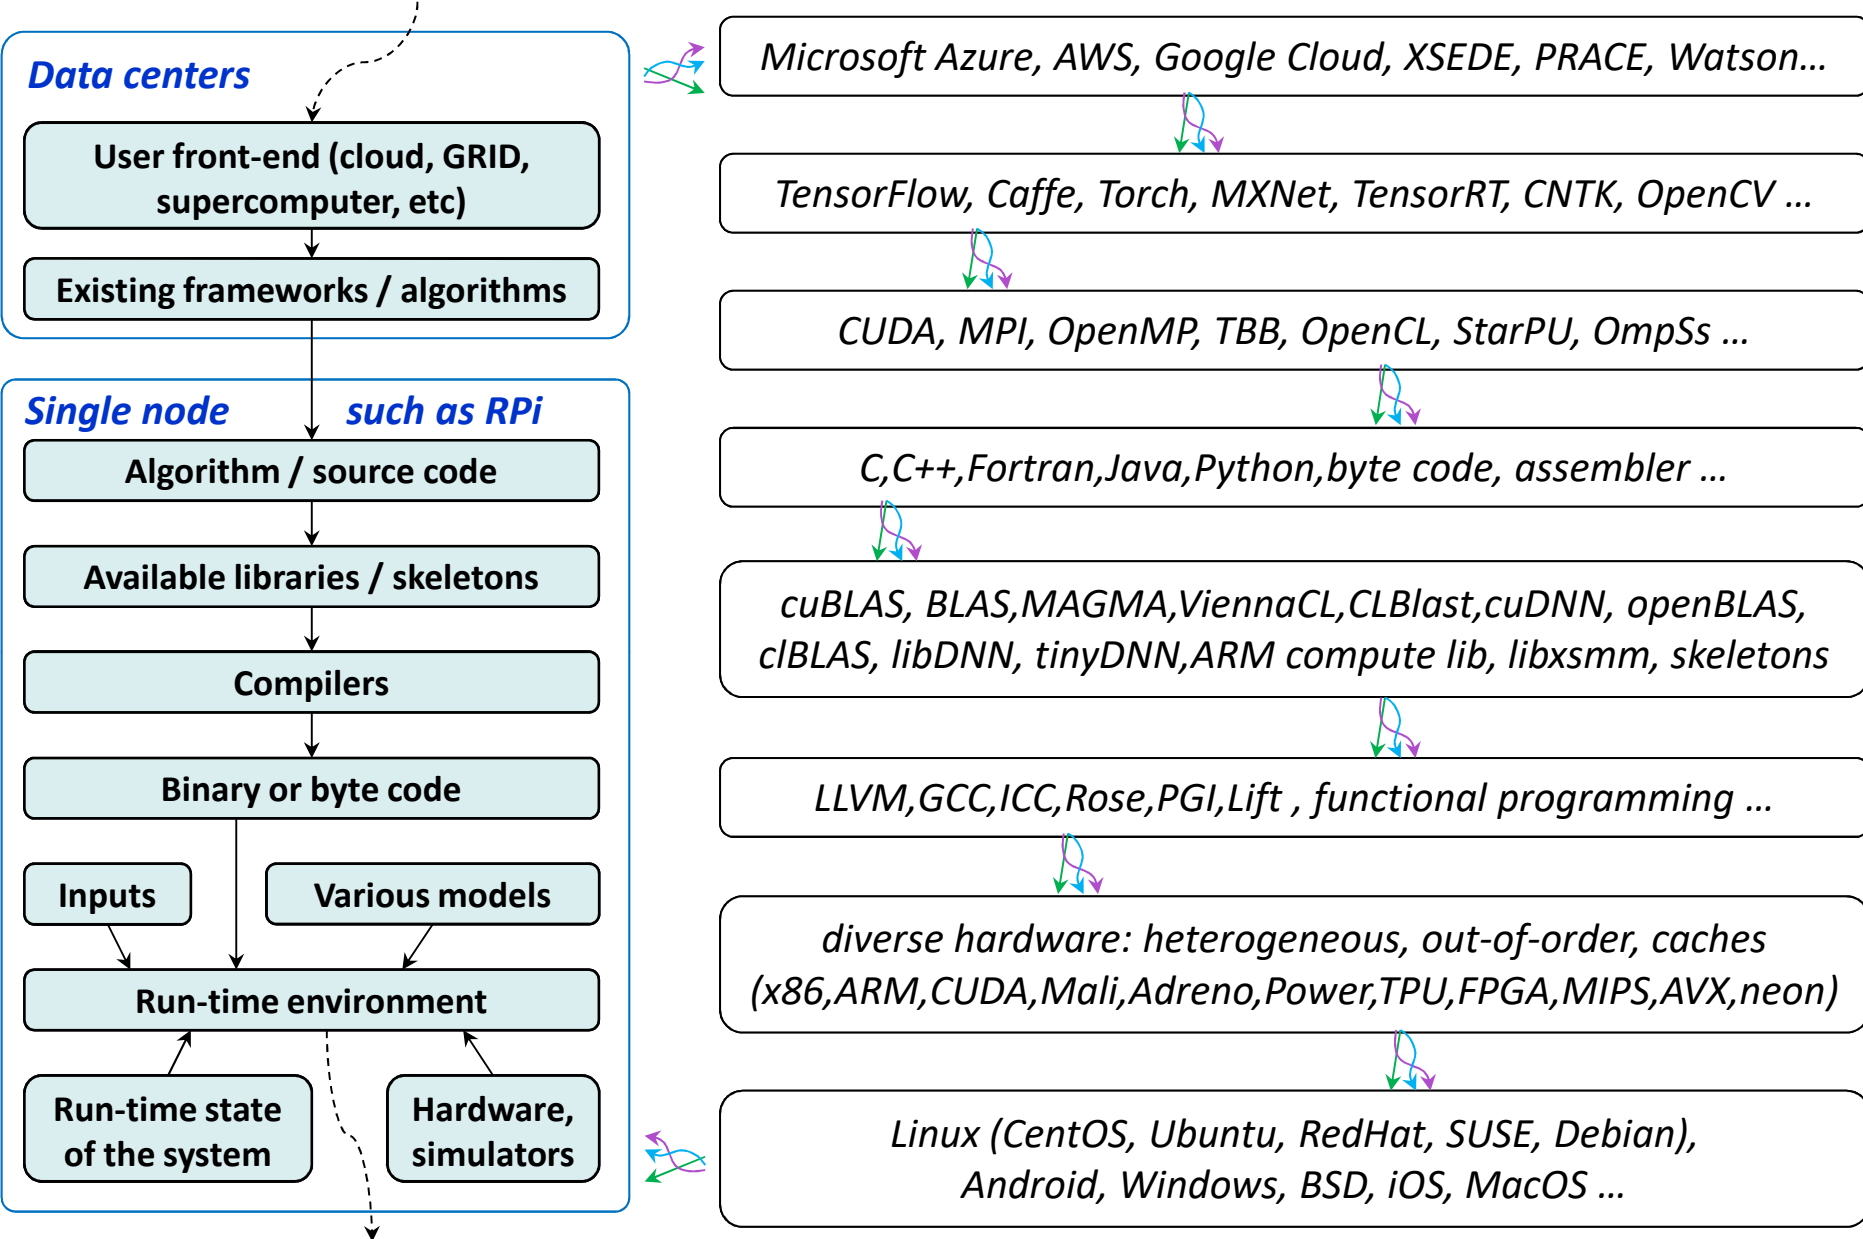 Data centers
User front-end (cloud, GRID,
supercomputer, etc)
Existing frameworks / algorithms
Single node such as RPi
Algorithm / source code
Available libraries / skeletons
Compilers
Binary or byte code
Inputs
Various models
Run-time environment
Run-time state
of the system
Hardware,
simulators
Microsoft Azure, AWS, Google Cloud, XSEDE, PRACE, Watson…
TensorFlow, Caffe, Torch, MXNet, TensorRT, CNTK, OpenCV …
CUDA, MPI, OpenMP, TBB, OpenCL, StarPU, OmpSs …
C,C++,Fortran,Java,Python,byte code, assembler …
cuBLAS, BLAS,MAGMA,ViennaCL,CLBlast,cuDNN, openBLAS,
clBLAS, libDNN, tinyDNN,ARM compute lib, libxsmm, skeletons
LLVM,GCC,ICC,Rose,PGI,Lift , functional programming …
diverse hardware: heterogeneous, out-of-order, caches
(x86,ARM,CUDA,Mali,Adreno,Power,TPU,FPGA,MIPS,AVX,neon)
Linux (CentOS, Ubuntu, RedHat, SUSE, Debian),
Android, Windows, BSD, iOS, MacOS …